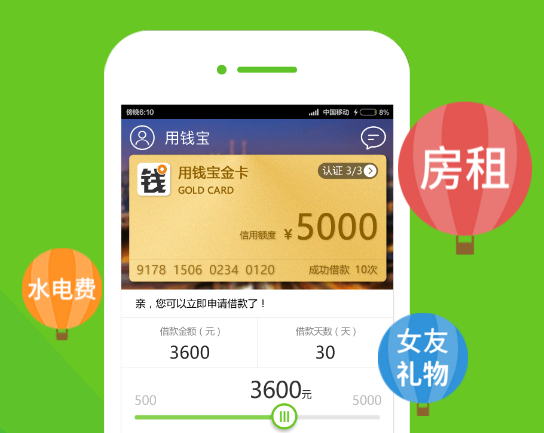 傍晚6:10
中国移动
8%
用钱宝
钱
用钱宝金卡
GOLD CARD
认证 3/3
信用额度 ¥5000
9178 1506 0234 0120
成功借款 10次
亲，您可以立即申请借款了！
借款金额（元）
借款天数（天）
3600
30
3600元
500
5000
房租
水电费
女友
礼物